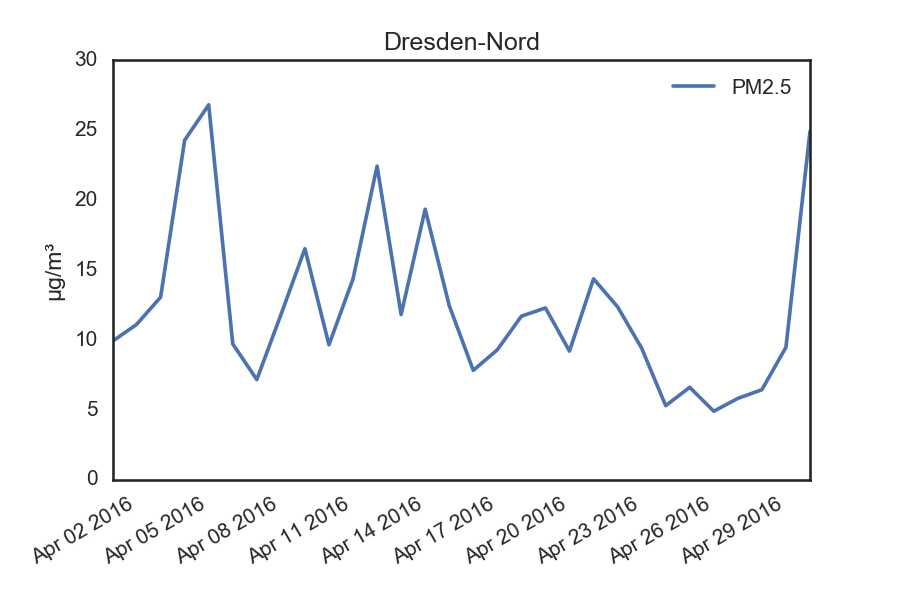 Dresden-Nord
30
25
20
15
10
5
0
µg/m³
PM2.5
Apr 02 2016
Apr 05 2016
Apr 08 2016
Apr 11 2016
Apr 14 2016
Apr 17 2016
Apr 20 2016
Apr 23 2016
Apr 26 2016
Apr 29 2016